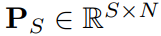 𝐏_S ∈ ℝ^{S×N}